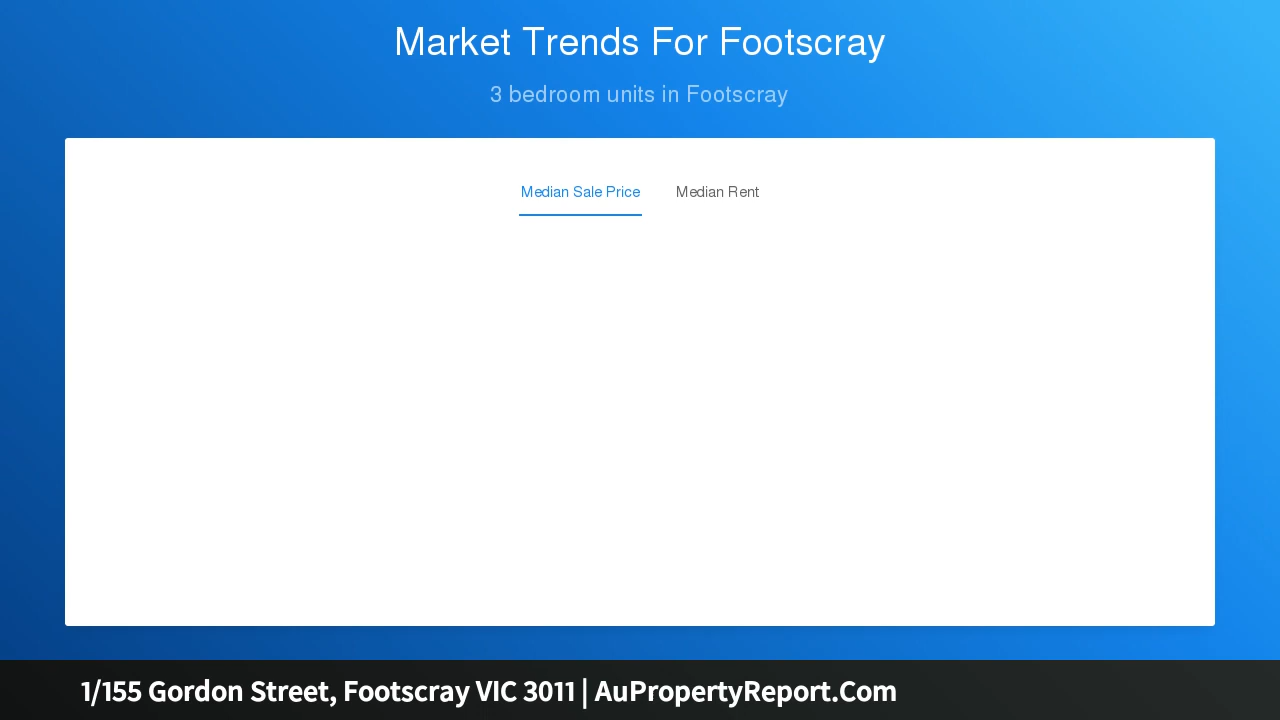 Market Trends For Footscray
3 bedroom units in Footscray
Median Sale Price Median Rent
1/155 Gordon Street, Footscray VIC 3011 | AuPropertyReport.Com